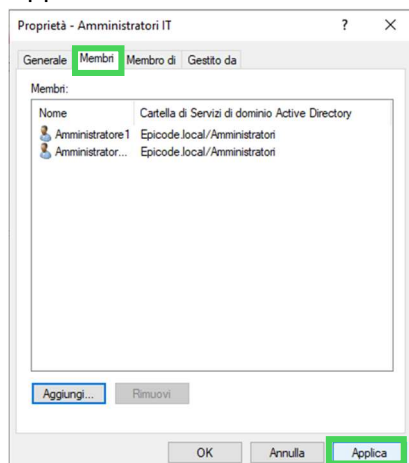 Proprietà - Amministratori IT ? ×
Generale Membri Membro di Gestito da
Membri:
Nome Cartella di Servizi di dominio Active Directory
Amministratore1 Epicode.local/Amministratori
Amministrator... Epicode.local/Amministratori
Aggiungi... Rimuovi
OK Annulla Applica